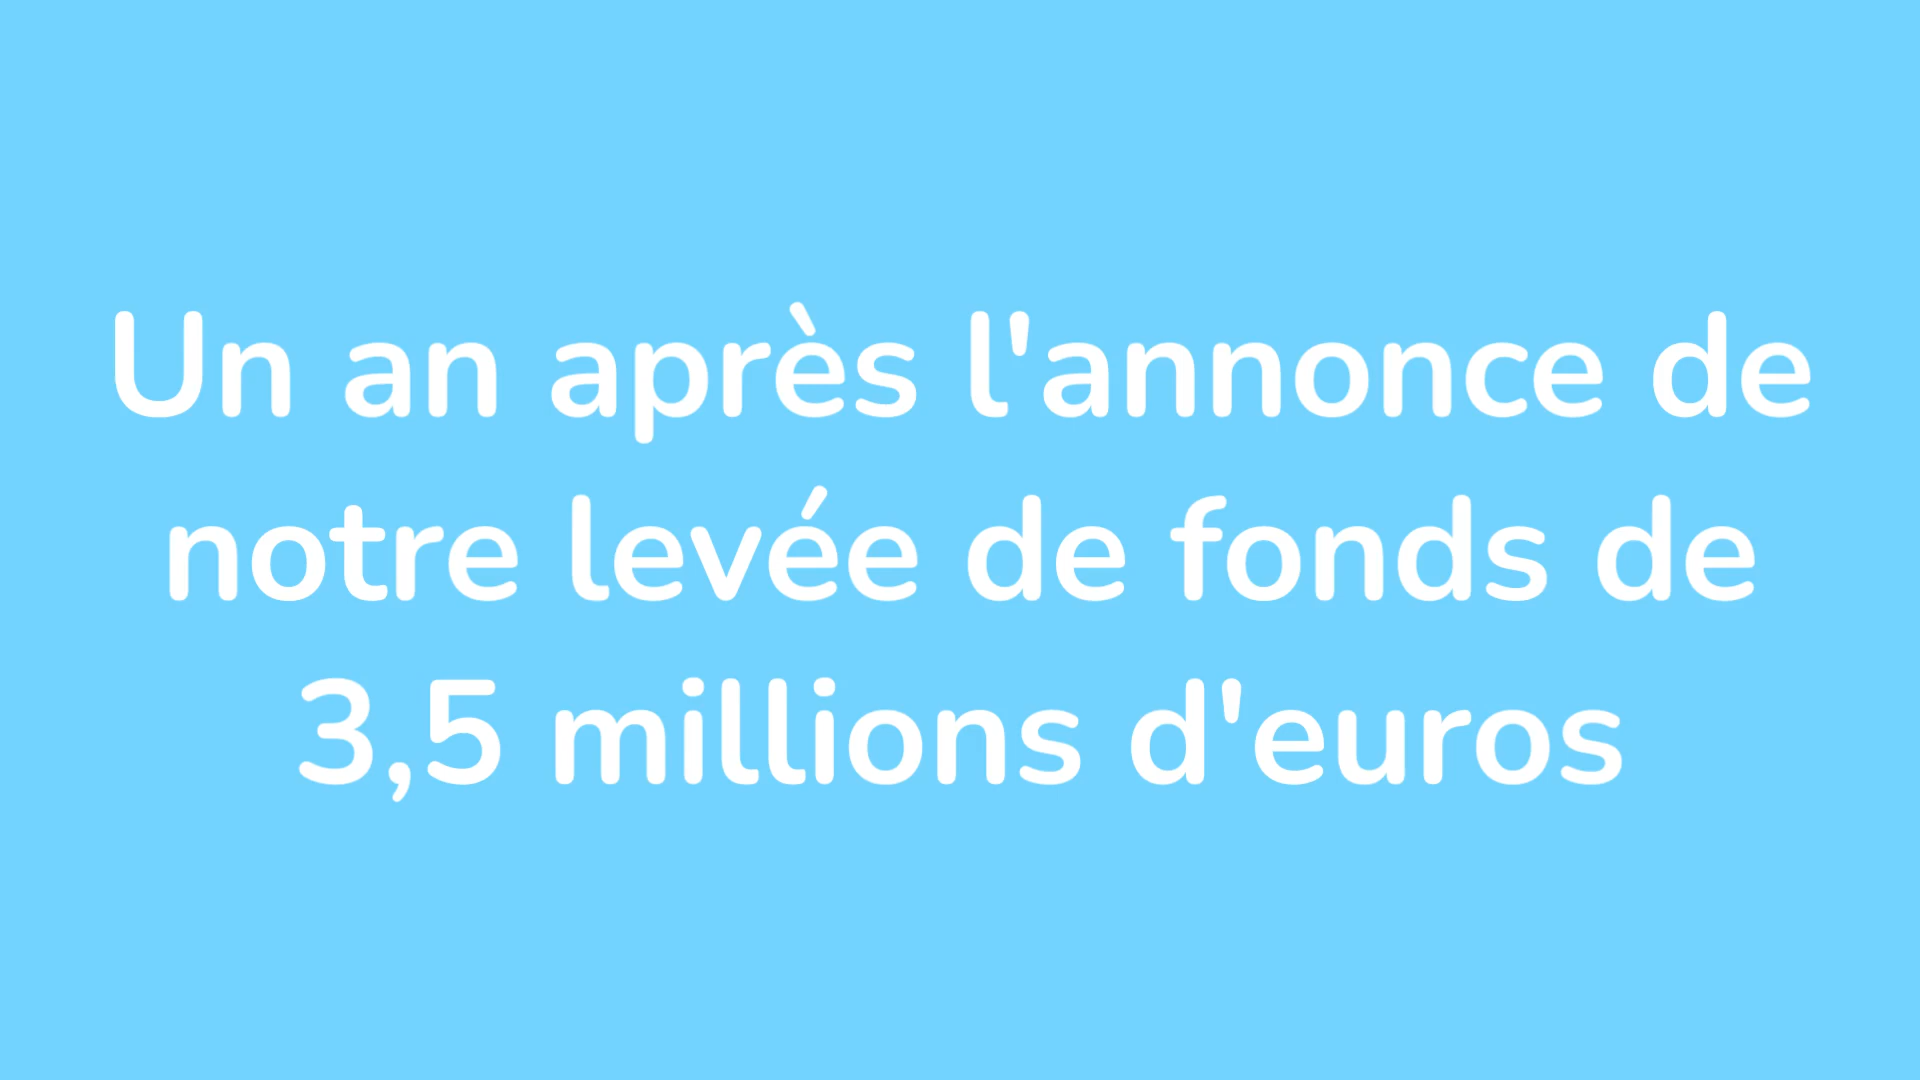 Un an après l'annonce de
notre levée de fonds de
3,5 millions d'euros